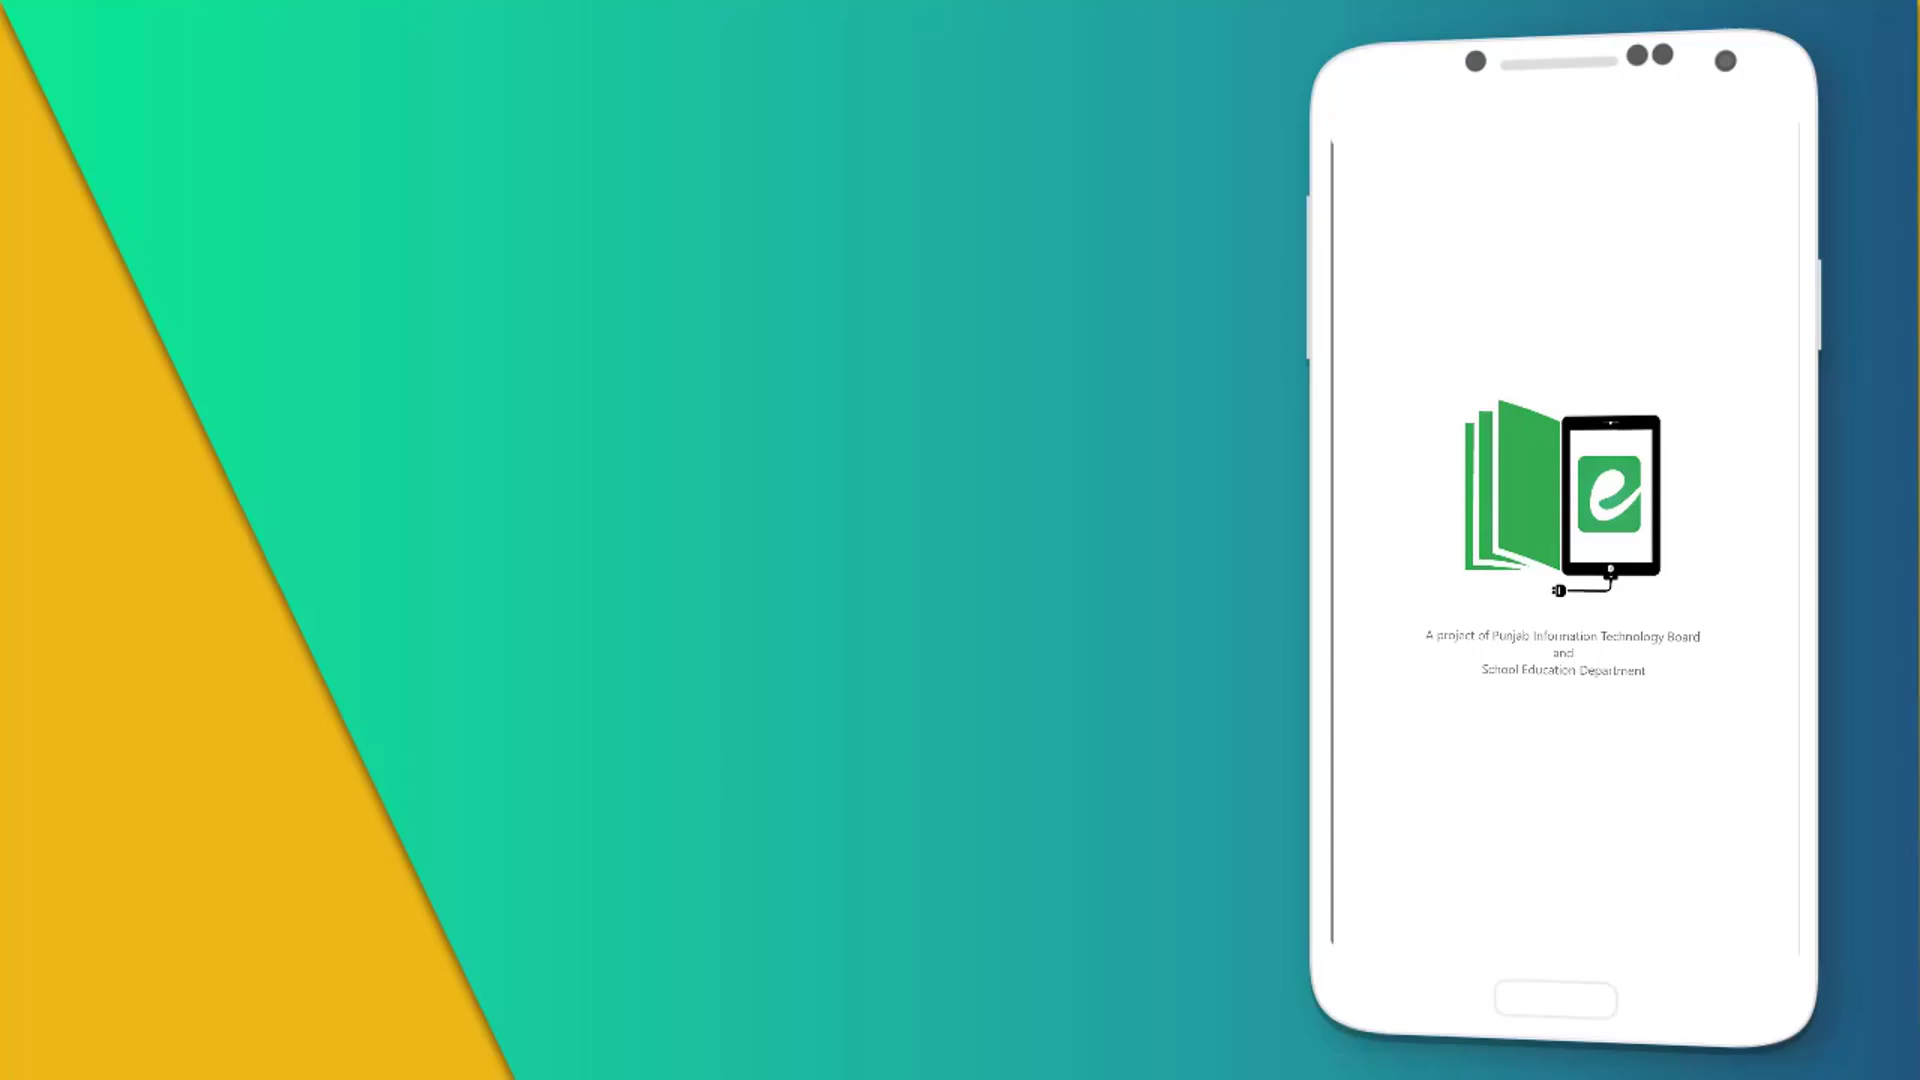 e
A project of Punjab Information Technology Board
and
School Education Department